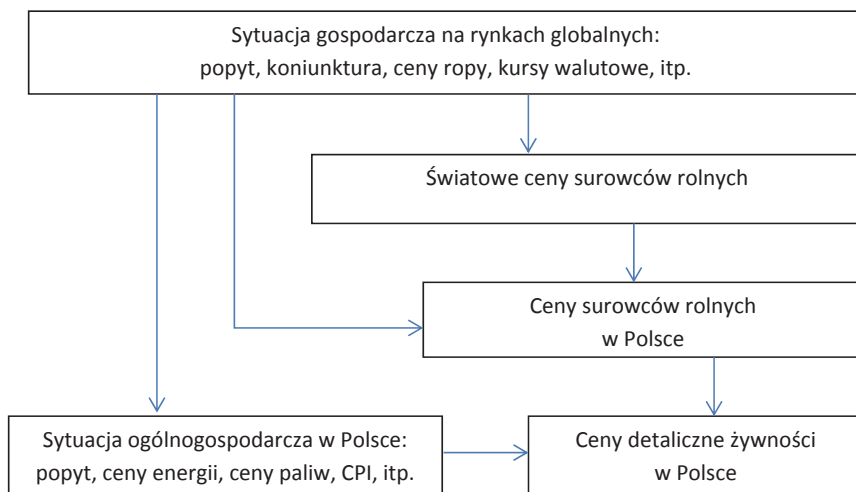 Sytuacja gospodarcza na rynkach globalnych:
popyt, koniunktura, ceny ropy, kursy walutowe, itp.
Światowe ceny surowców rolnych
Ceny surowców rolnych
w Polsce
Sytuacja ogólnogospodarcza w Polsce:
popyt, ceny energii, ceny paliw, CPI, itp.
Ceny detaliczne żywności
w Polsce